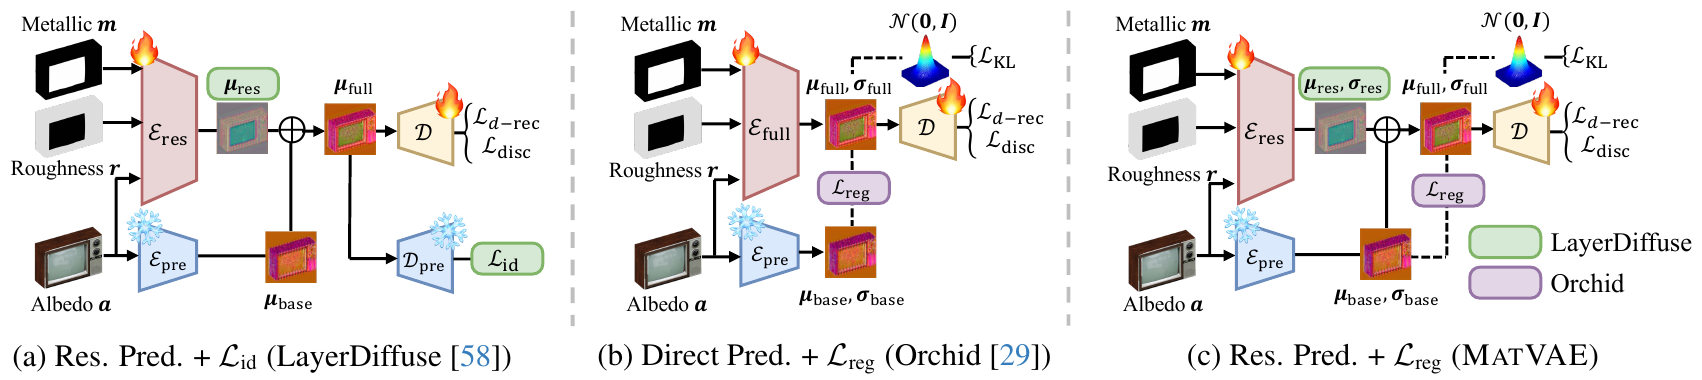 Metallic m
Roughness r
Albedo a
ℰres
ℰpre
μres
μfull
μbase
𝒟
𝒟pre
ℒd−rec
ℒdisc
ℒid
(a) Res. Pred. + ℒid (LayerDiffuse [58])
Metallic m
Roughness r
Albedo a
ℰfull
ℰpre
𝒩(0, I)
ℒKL
μfull, σfull
𝒟
ℒd−rec
ℒdisc
ℒreg
μbase, σbase
(b) Direct Pred. + ℒreg (Orchid [29])
Metallic m
Roughness r
Albedo a
ℰres
ℰpre
μres, σres
𝒩(0, I)
ℒKL
μfull, σfull
𝒟
ℒd−rec
ℒdisc
ℒreg
μbase, σbase
LayerDiffuse
Orchid
(c) Res. Pred. + ℒreg (MATVAE)